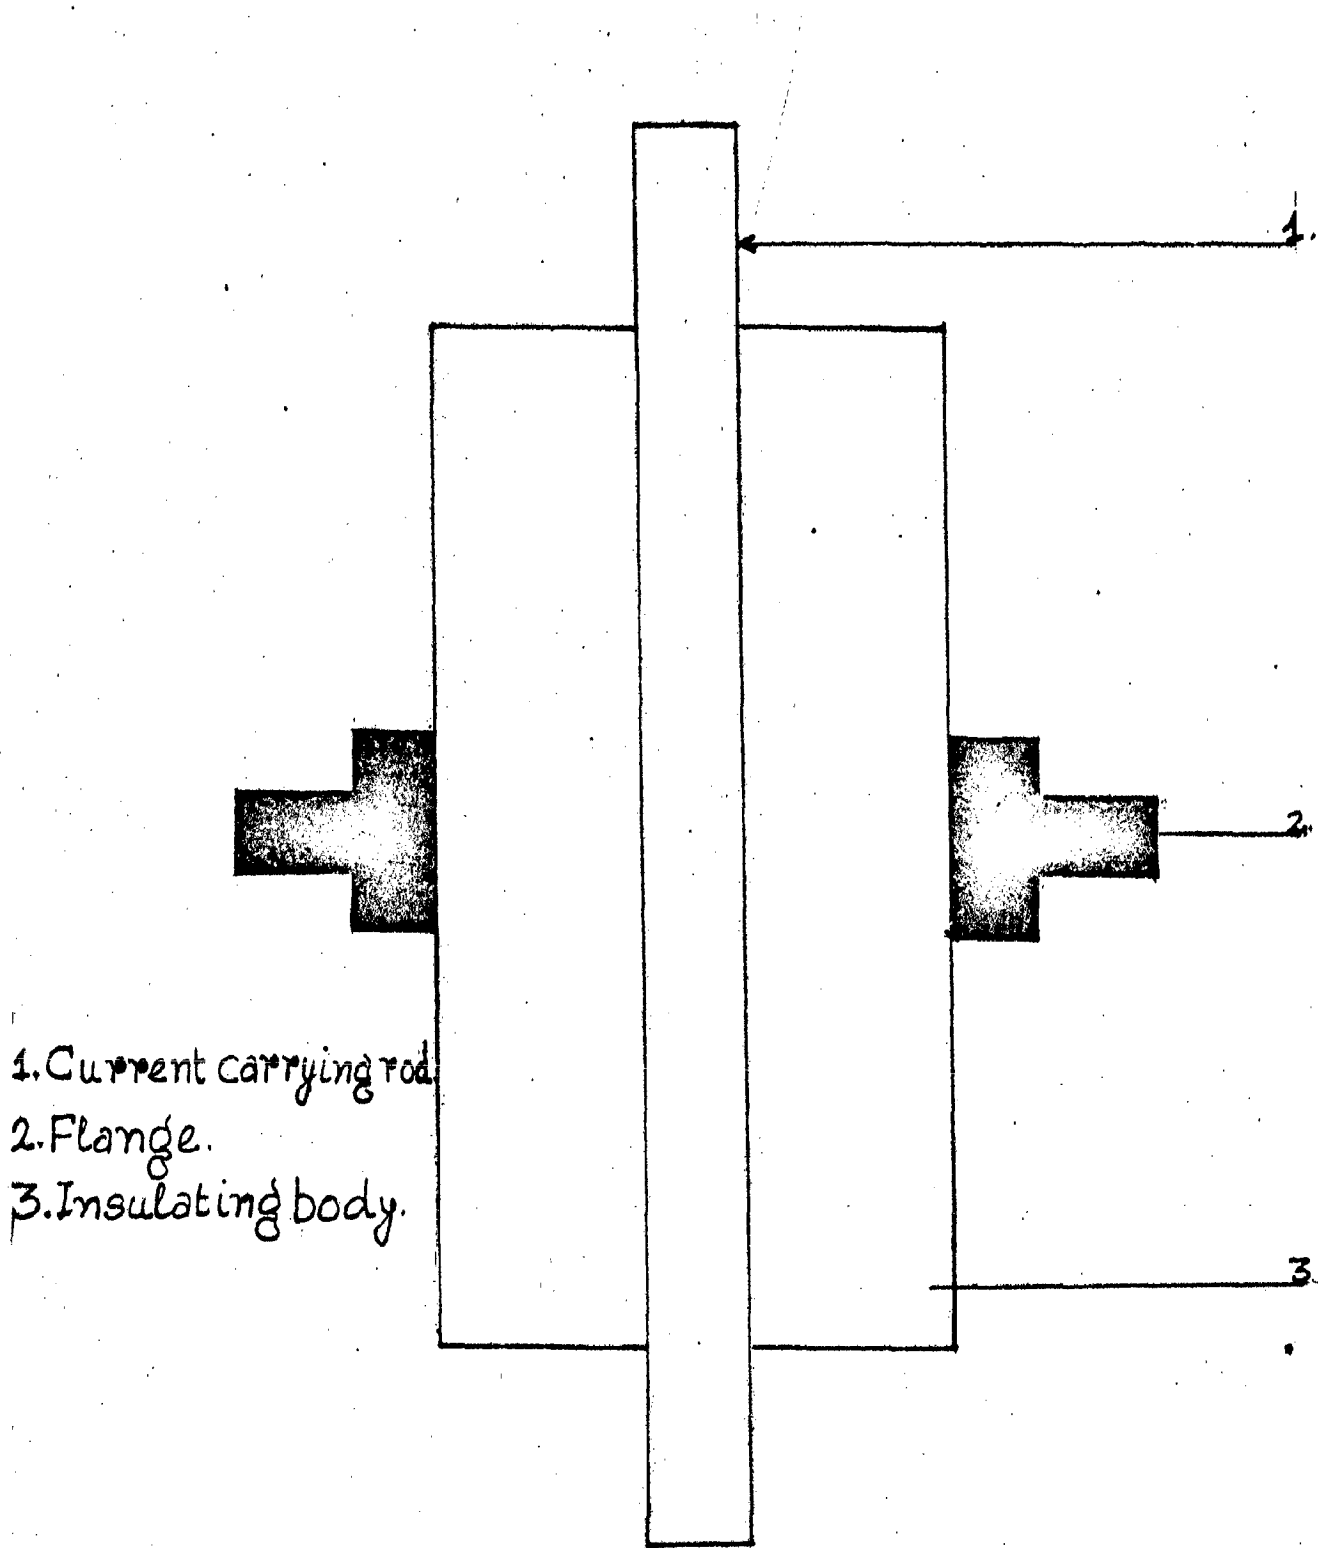 1.
2.
1. Current carrying rod.
2. Flange.
3. Insulating body.
3